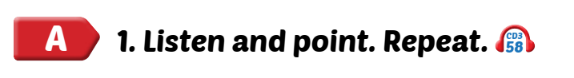 A 1. Listen and point. Repeat. CD3 58